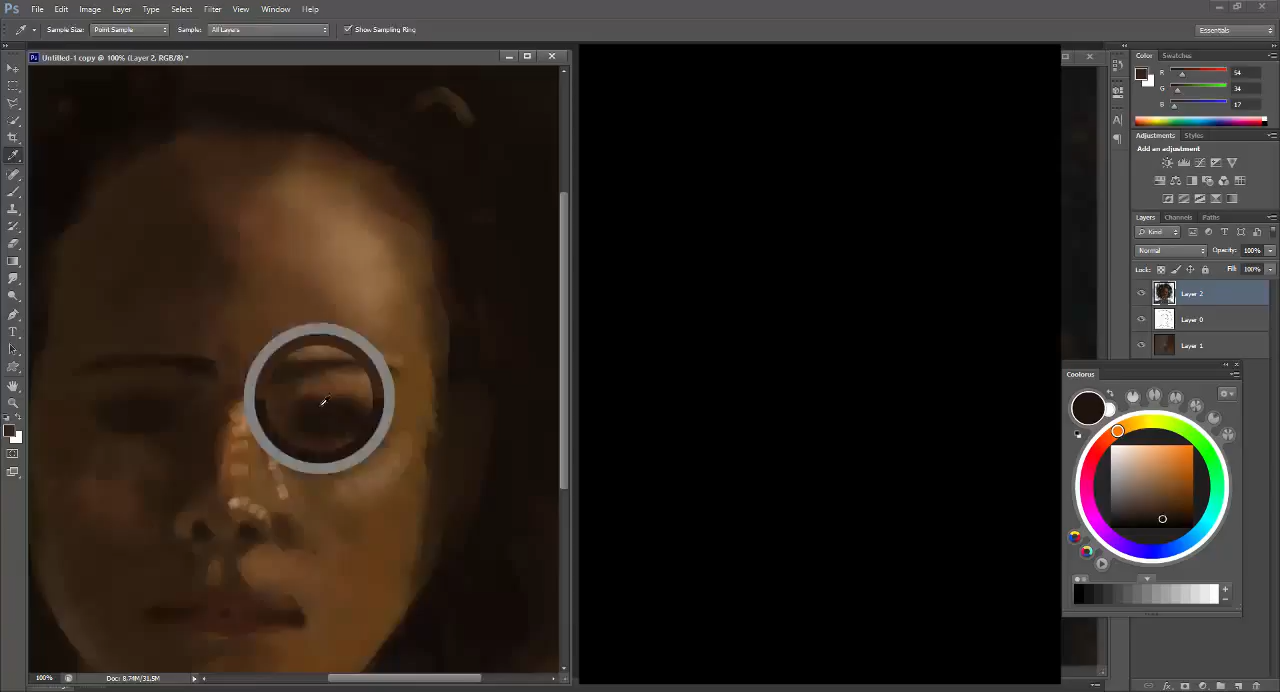 Ps File Edit Image Layer Type Select Filter View Window Help
Sample Size: Point Sample Sample: All Layers Show Sampling Ring Essentials
Untitled-1 copy @ 100% (Layer 2, RGB/8) *
Color Swatches
R 54
G 34
B 17
Adjustments Styles
Add an adjustment
Layers Channels Paths
Kind
Normal Opacity: 100%
Lock: Fill: 100%
Layer 2
Layer 0
Layer 1
Coolorus
100% Doc: 8.74M/31.5M